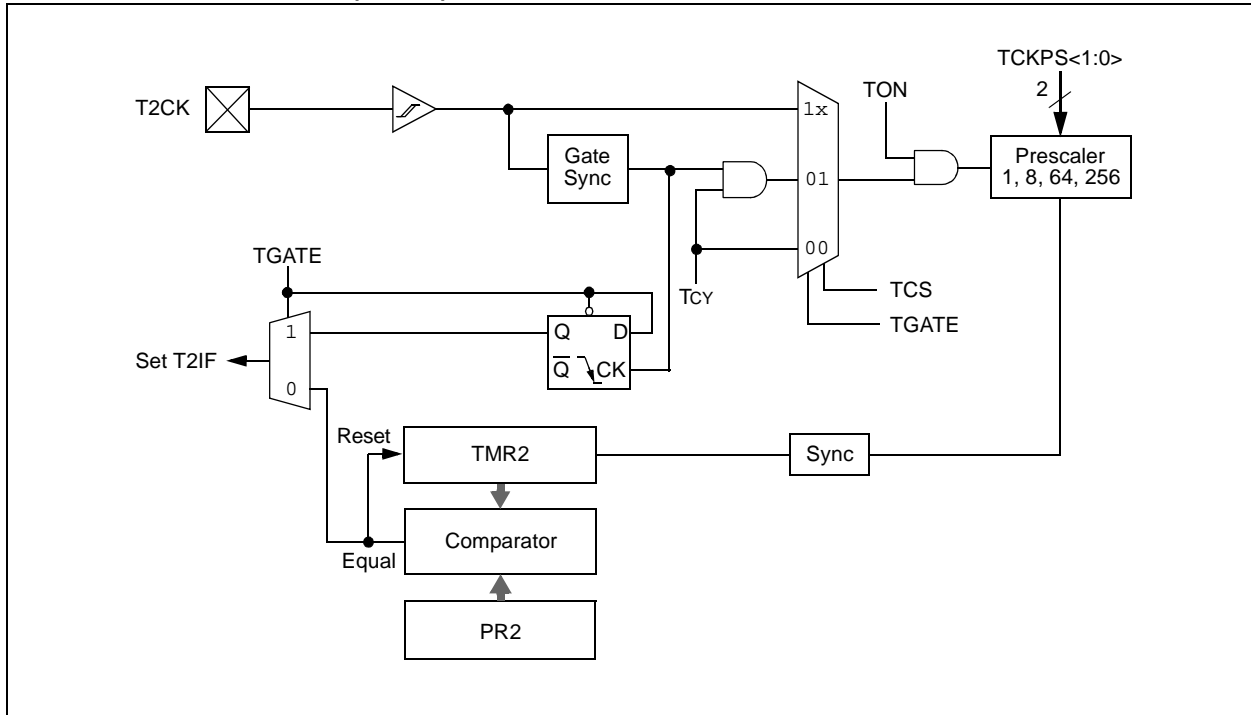 TCKPS<1:0>
2
T2CK
1x
TON
Gate
Sync
Prescaler
1, 8, 64, 256
01
00
TGATE
TCY
TCS
TGATE
1
Q
D
Set T2IF
Q
CK
0
Reset
TMR2
Sync
Comparator
Equal
PR2